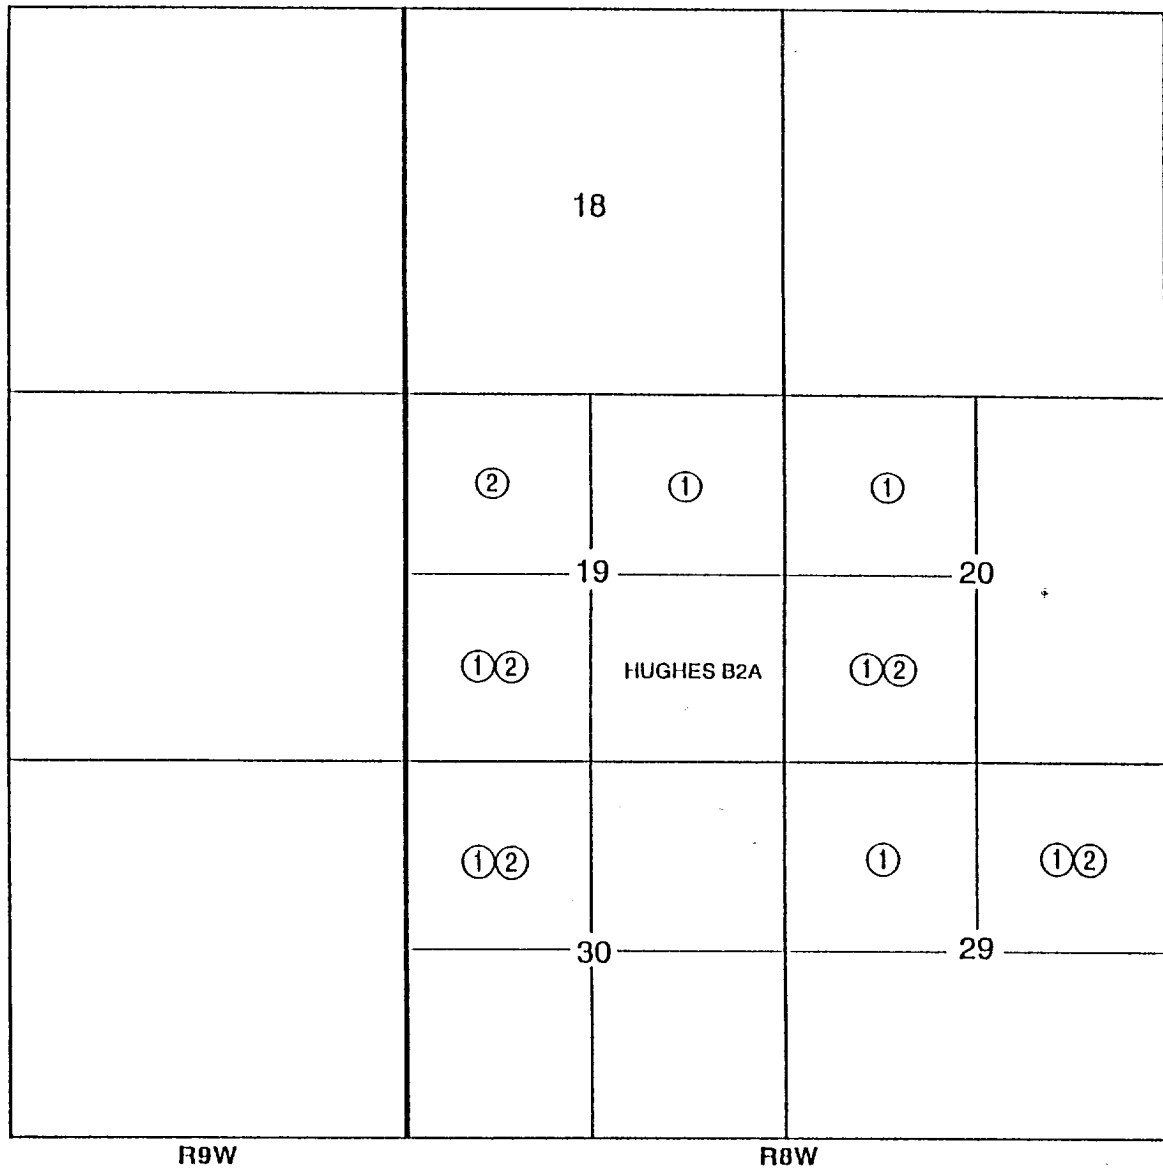 18
② ① ①
19 20
①② HUGHES B2A ①②
①② ① ①②
30 29
R9W R8W